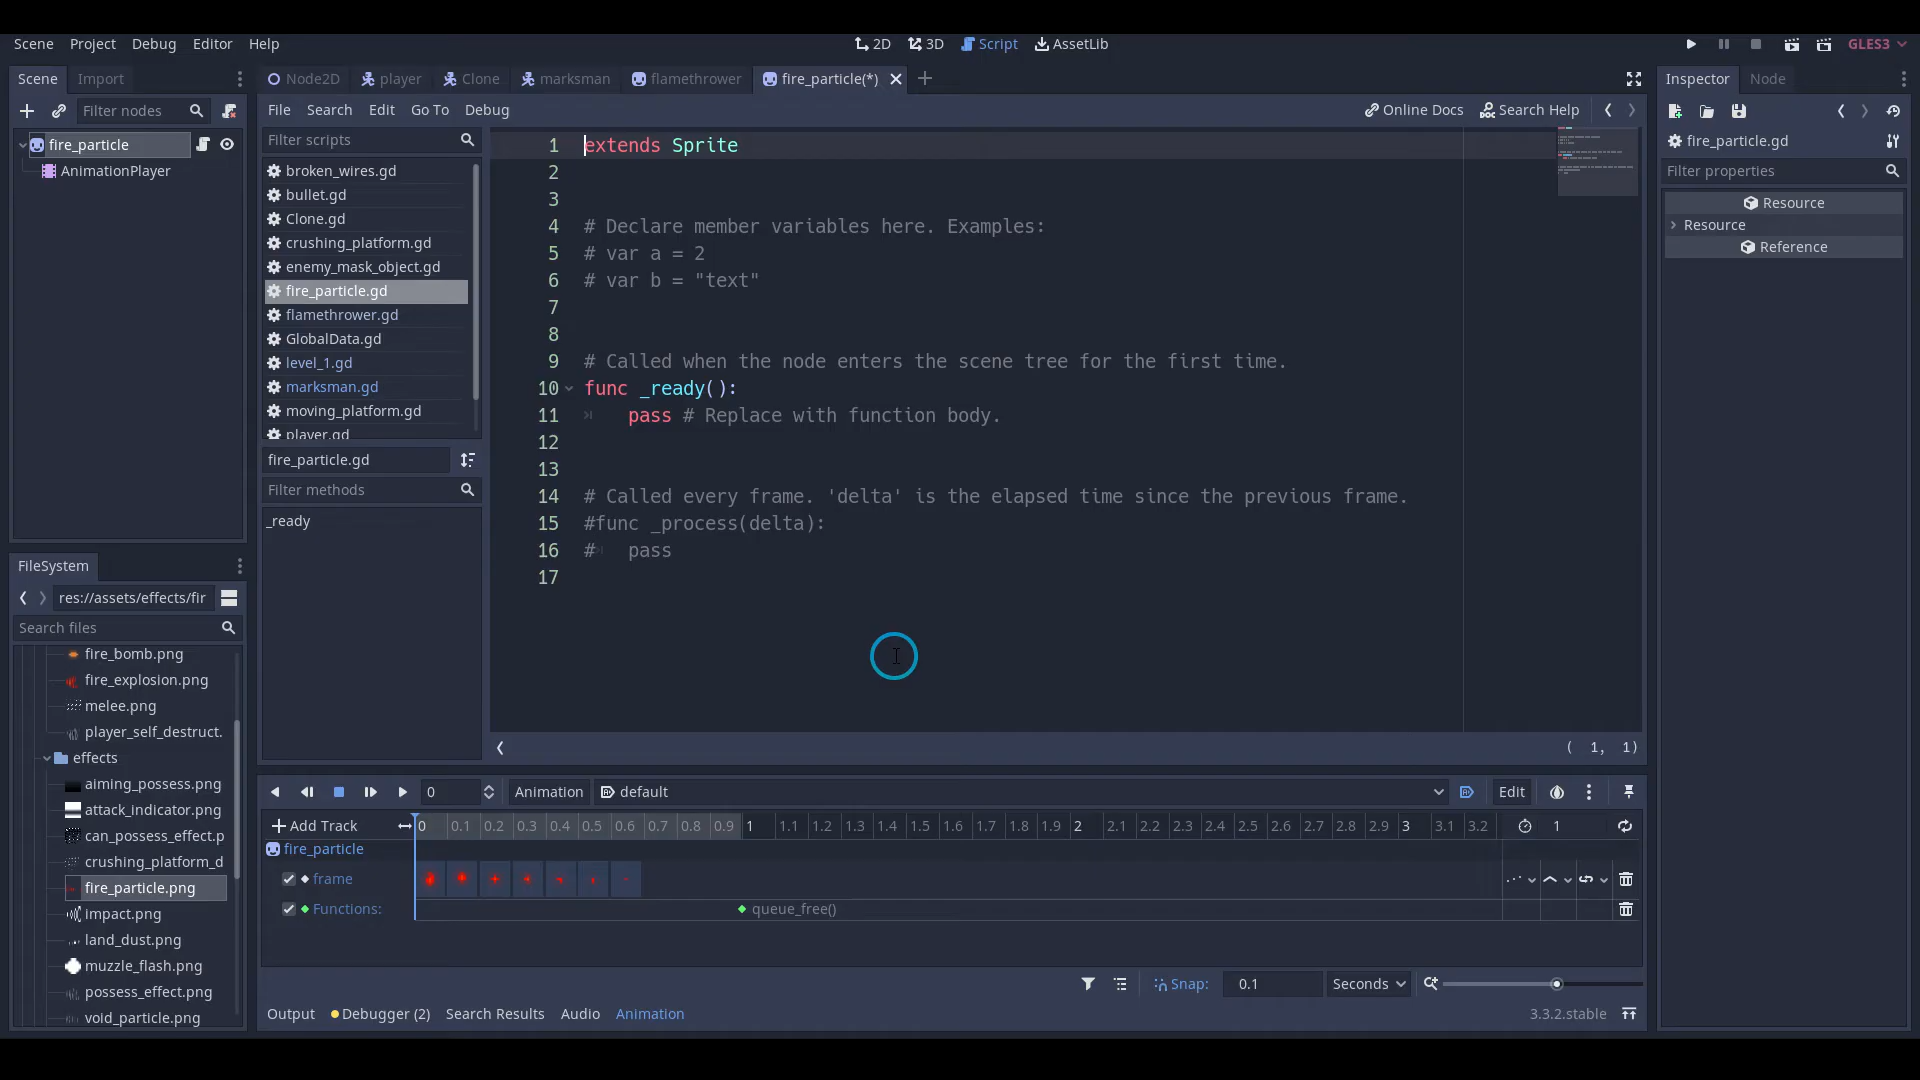 Scene Project Debug Editor Help
2D 3D Script AssetLib
GLES3
Scene Import
Filter nodes
fire_particle
AnimationPlayer
FileSystem
res://assets/effects/fir
Search files
fire_bomb.png
fire_explosion.png
melee.png
player_self_destruct.
effects
aiming_possess.png
attack_indicator.png
can_possess_effect.p
crushing_platform_d
fire_particle.png
impact.png
land_dust.png
muzzle_flash.png
possess_effect.png
void_particle.png
Node2D player Clone marksman flamethrower fire_particle(*)
File Search Edit Go To Debug
Online Docs Search Help
Filter scripts
broken_wires.gd
bullet.gd
Clone.gd
crushing_platform.gd
enemy_mask_object.gd
fire_particle.gd
flamethrower.gd
GlobalData.gd
level_1.gd
marksman.gd
moving_platform.gd
player.gd
fire_particle.gd
Filter methods
_ready
1 extends Sprite
2
3
4 # Declare member variables here. Examples:
5 # var a = 2
6 # var b = "text"
7
8
9 # Called when the node enters the scene tree for the first time.
10 func _ready():
11 pass # Replace with function body.
12
13
14 # Called every frame. 'delta' is the elapsed time since the previous frame.
15 #func _process(delta):
16 # pass
17
( 1, 1)
0 Animation default Edit
Add Track 0 0.1 0.2 0.3 0.4 0.5 0.6 0.7 0.8 0.9 1 1.1 1.2 1.3 1.4 1.5 1.6 1.7 1.8 1.9 2 2.1 2.2 2.3 2.4 2.5 2.6 2.7 2.8 2.9 3 3.1 3.2 1
fire_particle
frame
Functions: queue_free()
Snap: 0.1 Seconds
Output Debugger (2) Search Results Audio Animation 3.3.2.stable
Inspector Node
fire_particle.gd
Filter properties
Resource
Resource
Reference